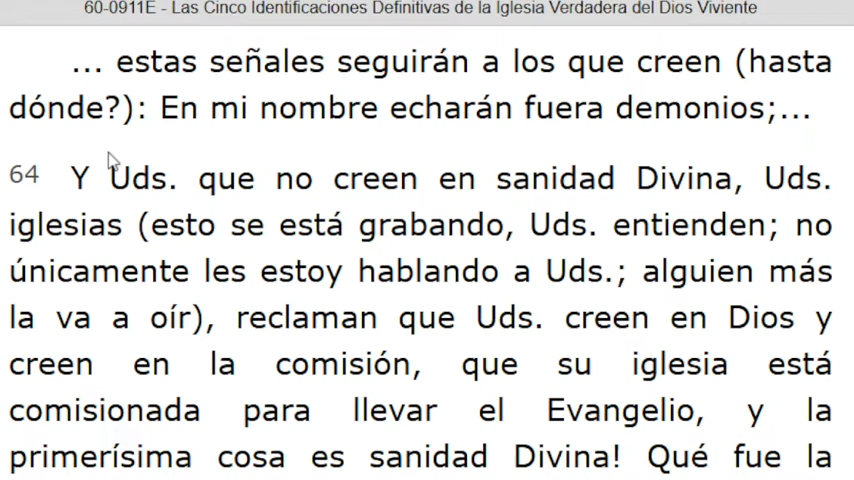 60-0911E - Las Cinco Identificaciones Definitivas de la Iglesia Verdadera del Dios Viviente
... estas señales seguirán a los que creen (hasta
dónde?): En mi nombre echarán fuera demonios;...
64 Y Uds. que no creen en sanidad Divina, Uds.
iglesias (esto se está grabando, Uds. entienden; no
únicamente les estoy hablando a Uds.; alguien más
la va a oír), reclaman que Uds. creen en Dios y
creen en la comisión, que su iglesia está
comisionada para llevar el Evangelio, y la
primerísima cosa es sanidad Divina! Qué fue la